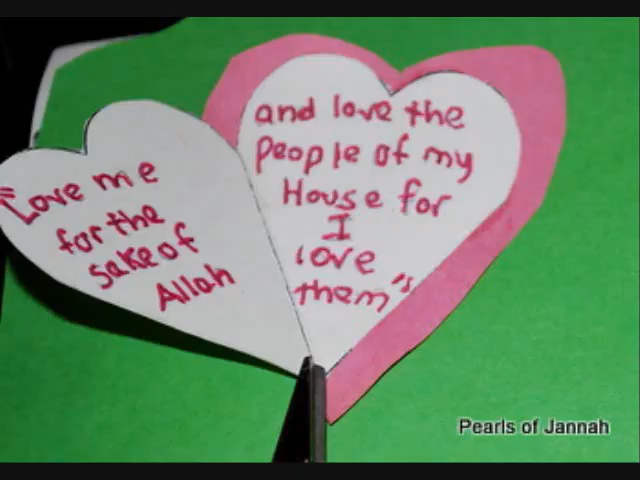 "Love me
for the
sake of
Allah
and love the
People of my
House for
I
love
them"
Pearls of Jannah